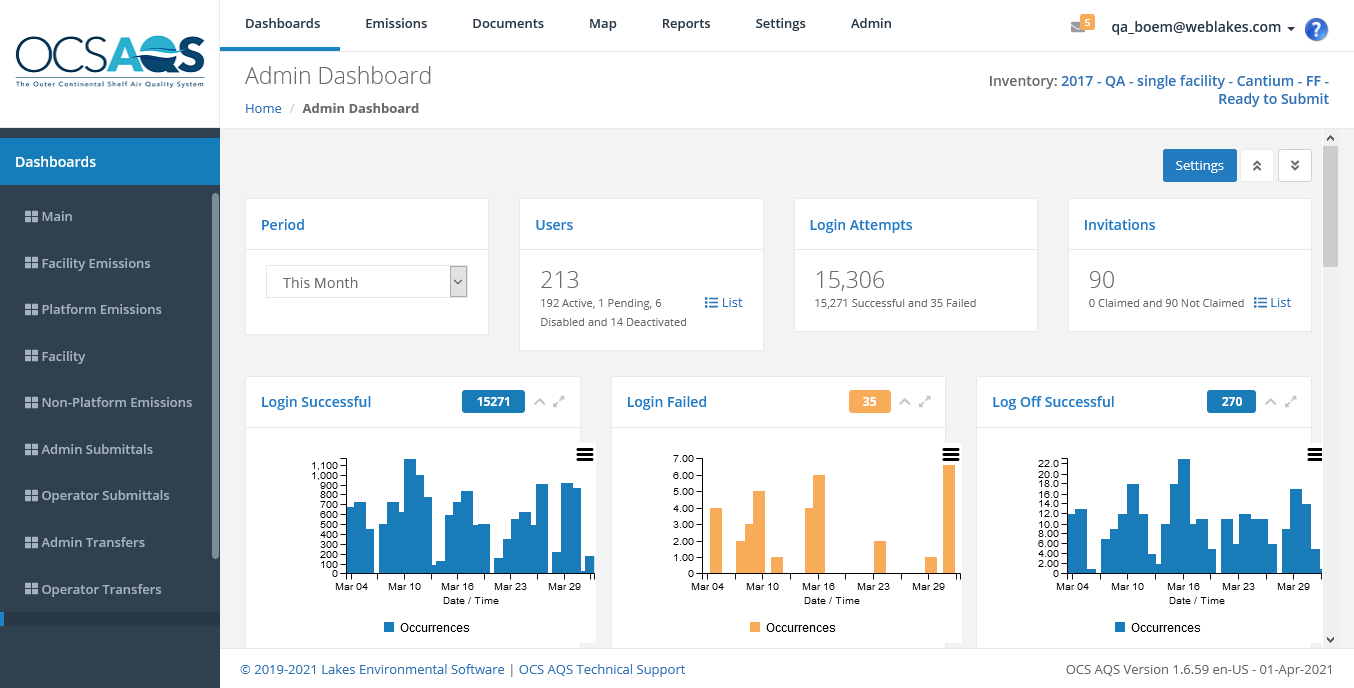 OCSAQS
The Outer Continental Shelf Air Quality System
Dashboards
Emissions
Documents
Map
Reports
Settings
Admin
5
qa_boem@weblakes.com
?
Admin Dashboard
Home / Admin Dashboard
Inventory: 2017 - QA - single facility - Cantium - FF -
Ready to Submit
Dashboards
Main
Facility Emissions
Platform Emissions
Facility
Non-Platform Emissions
Admin Submittals
Operator Submittals
Admin Transfers
Operator Transfers
Settings
Period
This Month
Users
213
192 Active, 1 Pending, 6
Disabled and 14 Deactivated
List
Login Attempts
15,306
15,271 Successful and 35 Failed
Invitations
90
0 Claimed and 90 Not Claimed
List
Login Successful
15271
1,100
1,000
900
800
700
600
500
400
300
200
100
0
Mar 04 Mar 10 Mar 16 Mar 23 Mar 29
Date / Time
Occurrences
Login Failed
35
7.00
6.00
5.00
4.00
3.00
2.00
1.00
0
Mar 04 Mar 10 Mar 16 Mar 23 Mar 29
Date / Time
Occurrences
Log Off Successful
270
22.0
20.0
18.0
16.0
14.0
12.0
10.0
8.00
6.00
4.00
2.00
0
Mar 04 Mar 10 Mar 16 Mar 23 Mar 29
Date / Time
Occurrences
© 2019-2021 Lakes Environmental Software | OCS AQS Technical Support
OCS AQS Version 1.6.59 en-US - 01-Apr-2021